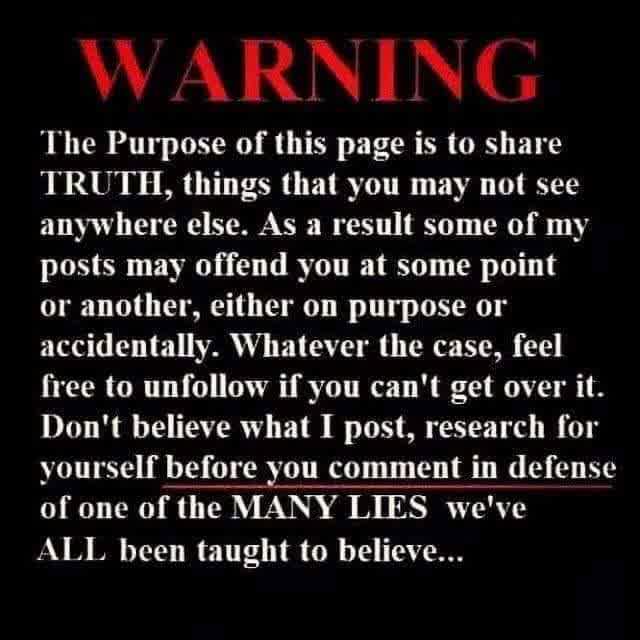 WARNING
The Purpose of this page is to share
TRUTH, things that you may not see
anywhere else. As a result some of my
posts may offend you at some point
or another, either on purpose or
accidentally. Whatever the case, feel
free to unfollow if you can't get over it.
Don't believe what I post, research for
yourself before you comment in defense
of one of the MANY LIES we've
ALL been taught to believe...